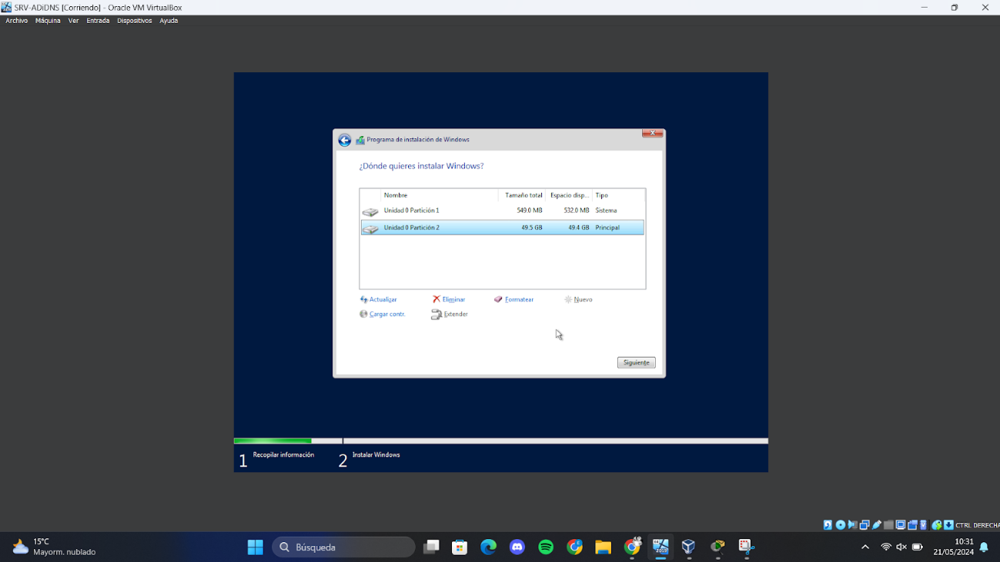 SRV-ADiDNS [Corriendo] - Oracle VM VirtualBox
Archivo Máquina Ver Entrada Dispositivos Ayuda
Programa de instalación de Windows
¿Dónde quieres instalar Windows?
Nombre Tamaño total Espacio disp... Tipo
Unidad 0 Partición 1 549.0 MB 532.0 MB Sistema
Unidad 0 Partición 2 49.5 GB 49.4 GB Principal
Actualizar Eliminar Formatear Nuevo
Cargar contr. Extender
Siguiente
1 Recopilar información 2 Instalar Windows
CTRL DERECHA
15°C
Mayorm. nublado
Búsqueda
2019
10:31
21/05/2024